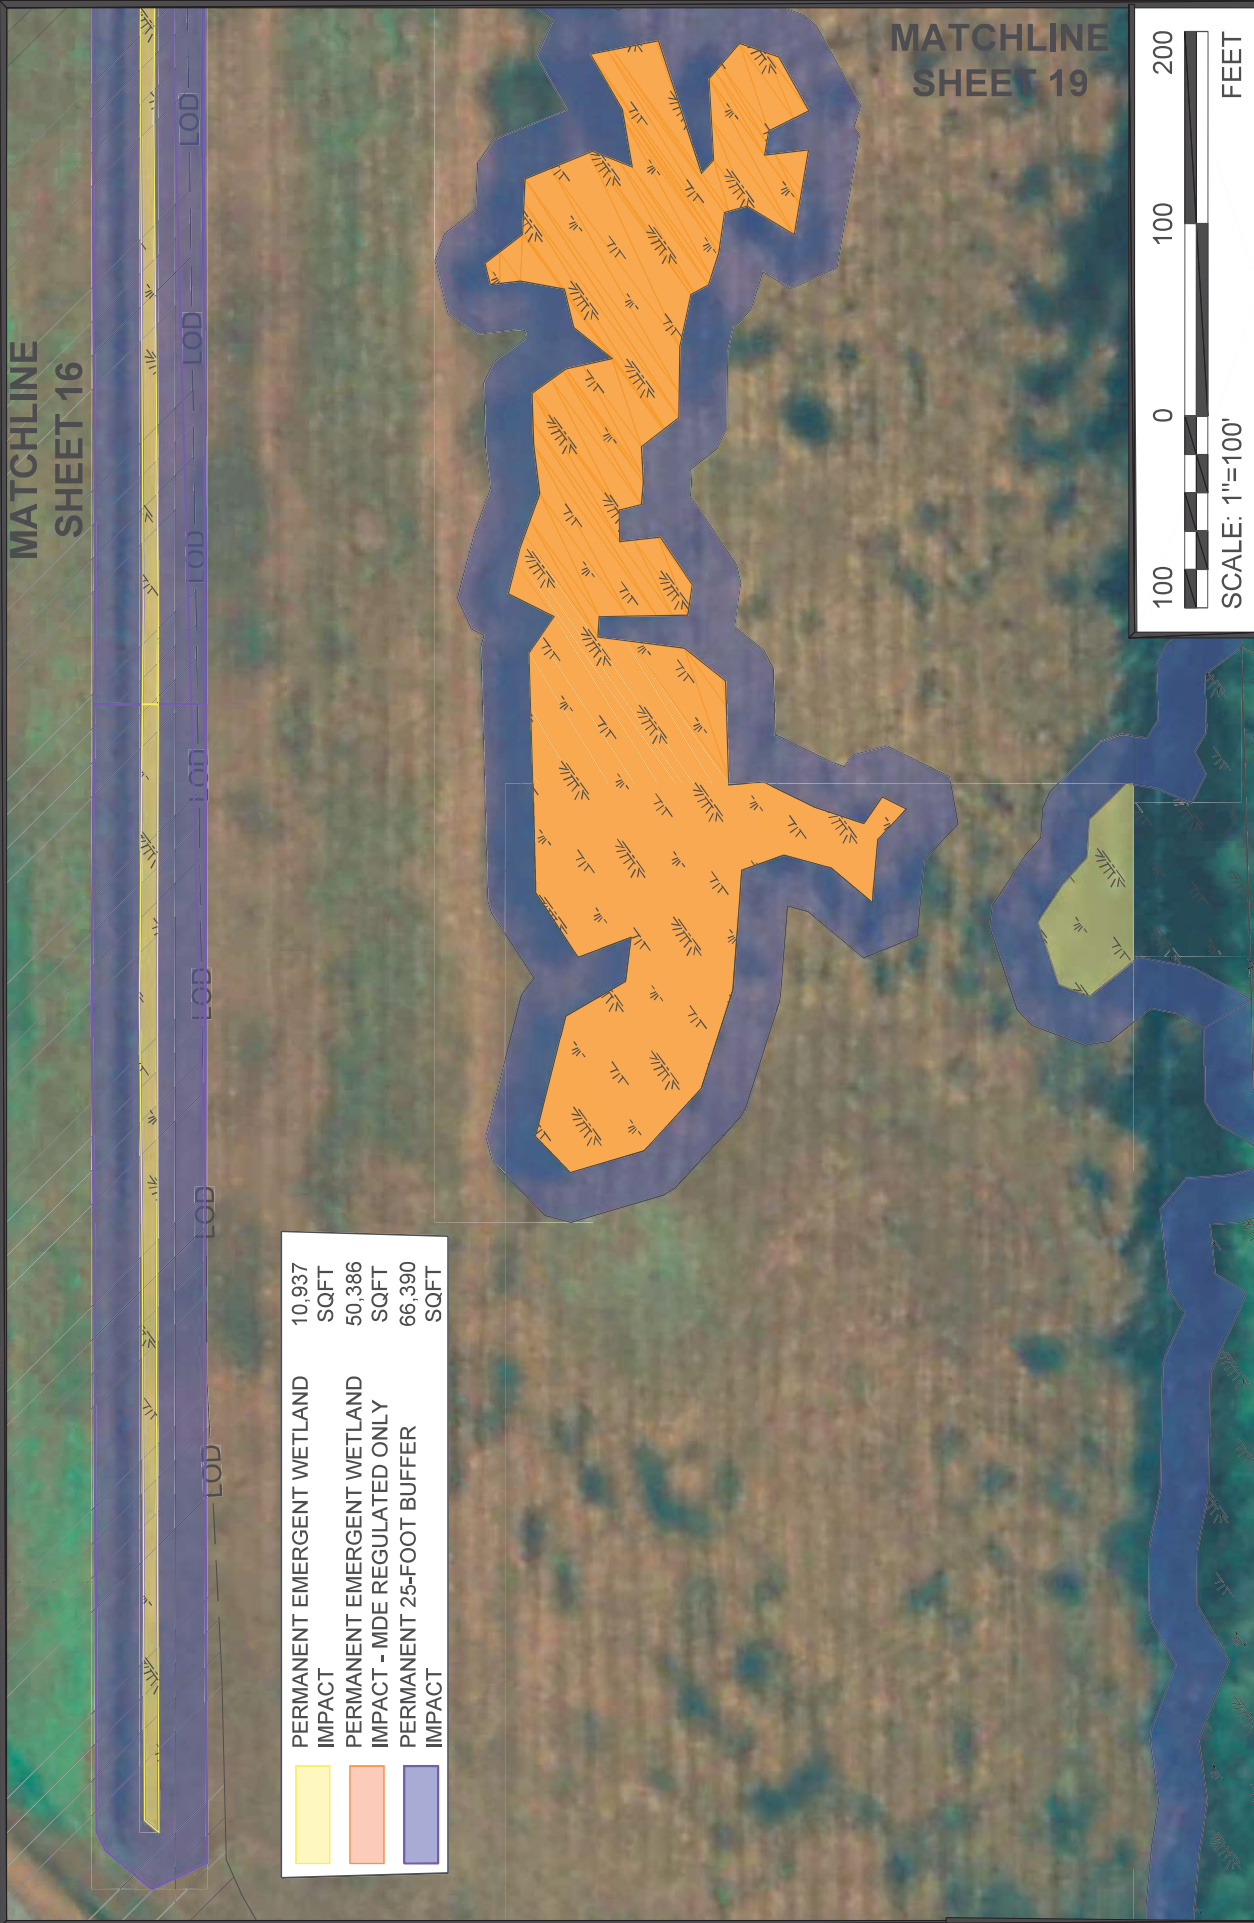 MATCHLINE
SHEET 16
MATCHLINE
SHEET 19
LOD
LOD
LOD
LOD
LOD
LOD
LOD
PERMANENT EMERGENT WETLAND 10,937
IMPACT SQFT
PERMANENT EMERGENT WETLAND 50,386
IMPACT - MDE REGULATED ONLY SQFT
PERMANENT 25-FOOT BUFFER 66,390
IMPACT SQFT
100 0 100 200
SCALE: 1"=100' FEET